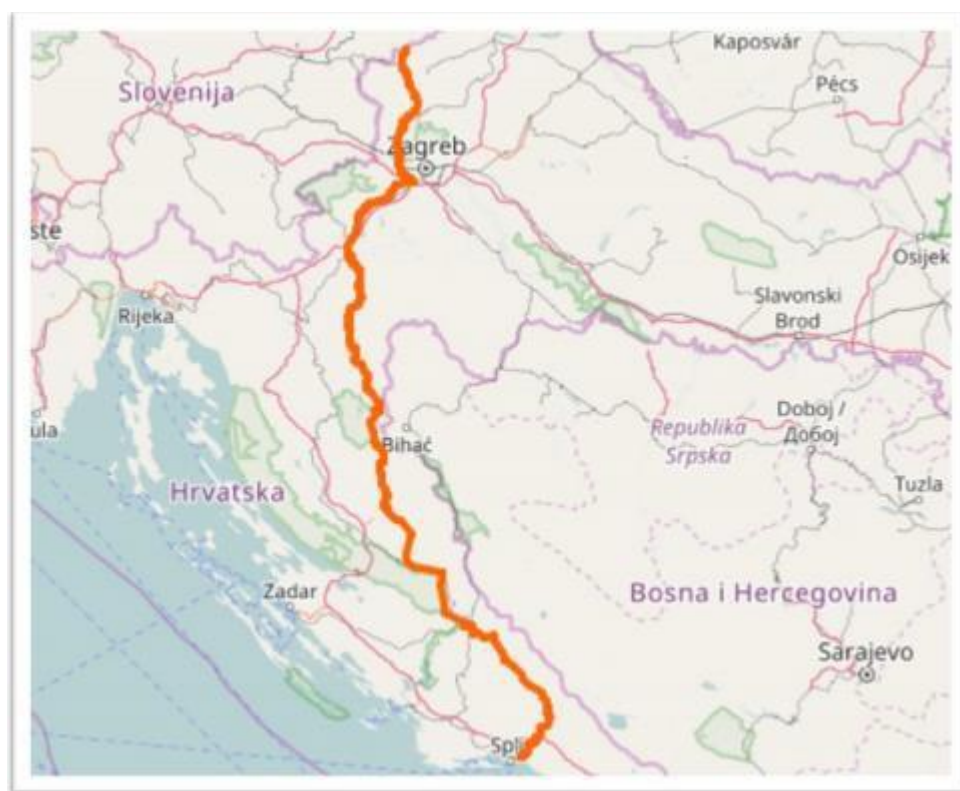 Kaposvár
Pécs
Slovenija
Zagreb
ste
Osijek
Slavonski
Brod
Rijeka
Doboj /
Добој
ula
Republika
Srpska
Bihać
Tuzla
Hrvatska
Zadar
Bosna i Hercegovina
Sarajevo
Spli